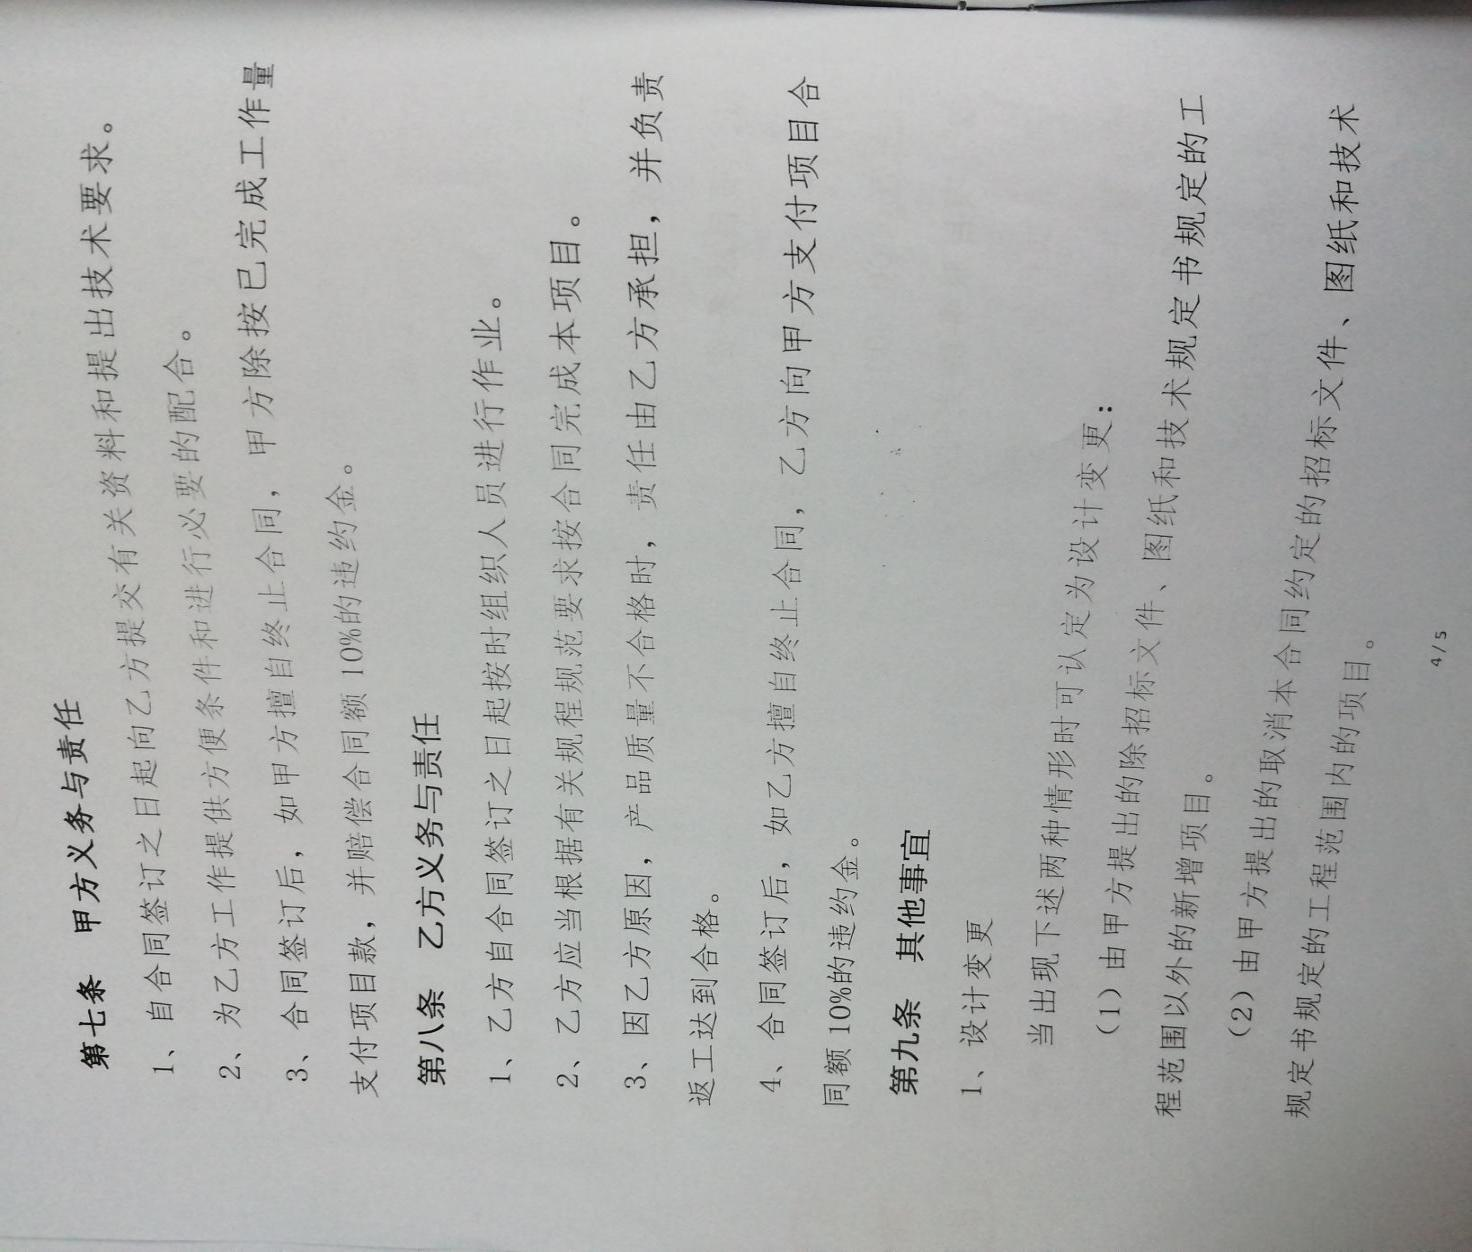 第七条 甲方义务与责任
1、自合同签订之日起向乙方提交有关资料和提出技术要求。
2、为乙方工作提供方便条件和进行必要的配合。
3、合同签订后，如甲方擅自终止合同，甲方除按已完成工作量
支付项目款，并赔偿合同额10%的违约金。
第八条 乙方义务与责任
1、乙方自合同签订之日起按时组织人员进行作业。
2、乙方应当根据有关规程规范要求按合同完成本项目。
3、因乙方原因，产品质量不合格时，责任由乙方承担，并负责
返工达到合格。
4、合同签订后，如乙方擅自终止合同，乙方向甲方支付项目合
同额10%的违约金。
第九条 其他事宜
1、设计变更
当出现下述两种情形时可认定为设计变更：
（1）由甲方提出的除招标文件、图纸和技术规定书规定的工
程范围以外的新增项目。
（2）由甲方提出的取消本合同约定的招标文件、图纸和技术
规定书规定的工程范围内的项目。
4/5